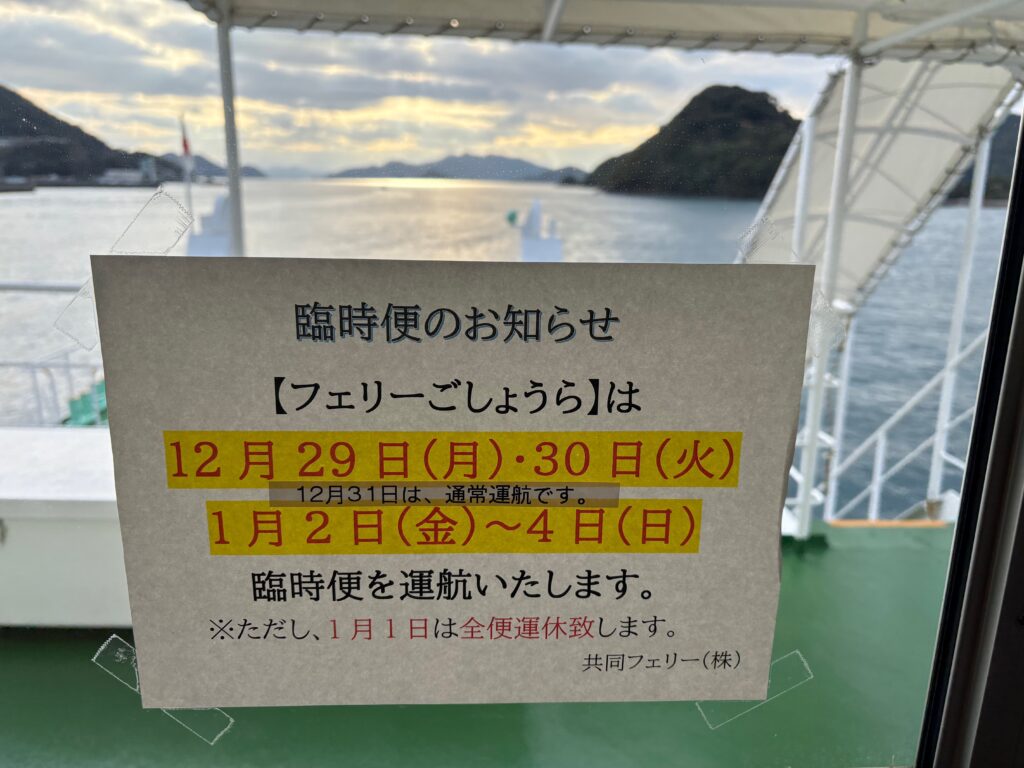 臨時便のお知らせ
【フェリーごしょうら】は
12月29日(月)・30日(火)
12月31日は、通常運航です。
1月2日(金)~4日(日)
臨時便を運航いたします。
※ただし、1月1日は全便運休致します。
共同フェリー(株)